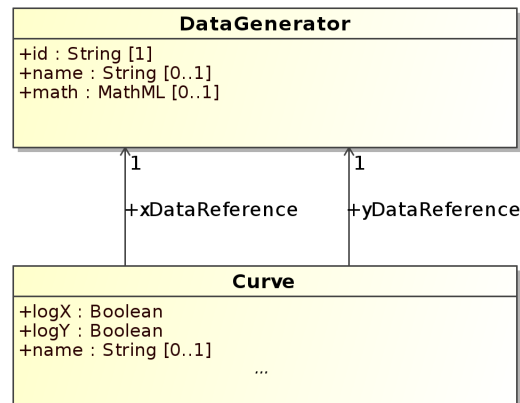 DataGenerator
+id : String [1]
+name : String [0..1]
+math : MathML [0..1]
1 1
+xDataReference +yDataReference
Curve
+logX : Boolean
+logY : Boolean
+name : String [0..1]
...